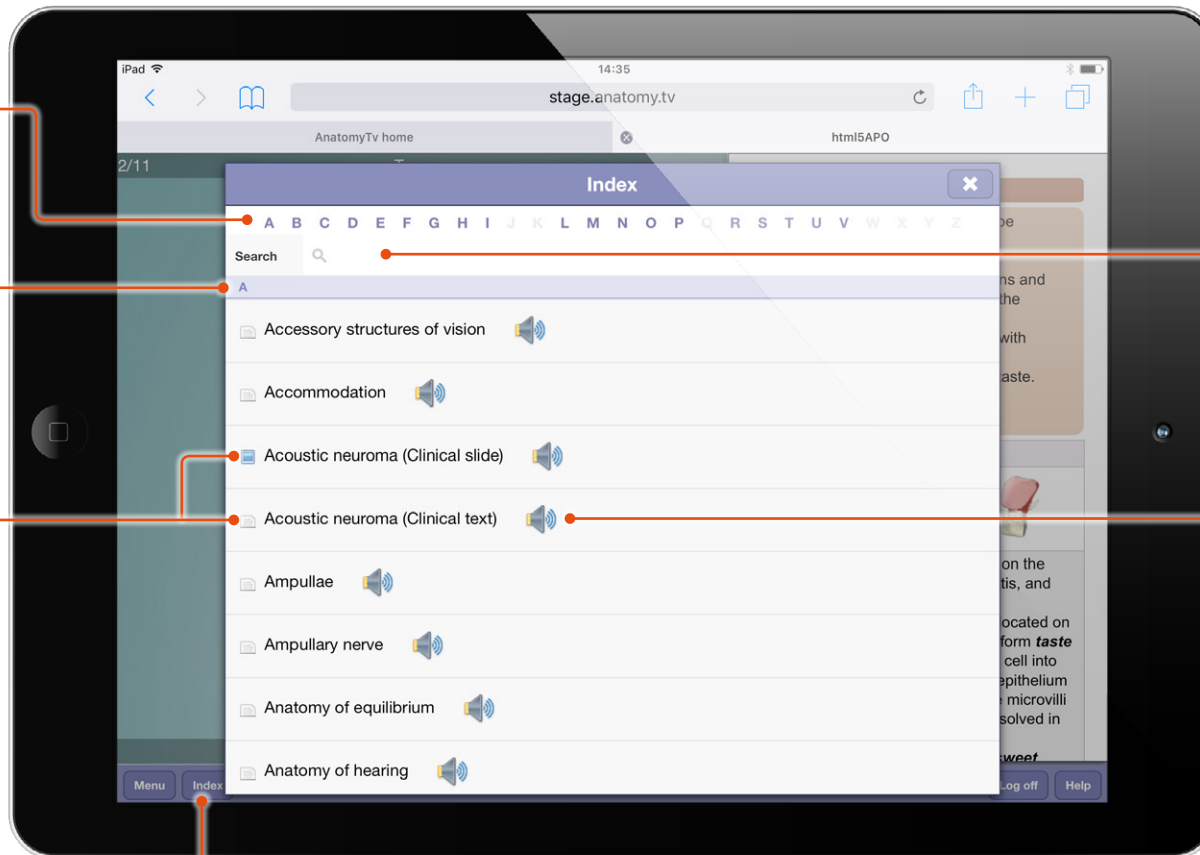 iPad 14:35
stage.anatomy.tv
AnatomyTv home html5APO
2/11
Index
A B C D E F G H I J K L M N O P Q R S T U V W X Y Z
Search
A
Accessory structures of vision
Accommodation
Acoustic neuroma (Clinical slide)
Acoustic neuroma (Clinical text)
Ampullae
Ampullary nerve
Anatomy of equilibrium
Anatomy of hearing
ns and
the
with
aste.
on the
tis, and
ocated on
form taste
cell into
epithelium
microvilli
solved in
sweet
Menu Index Log off Help